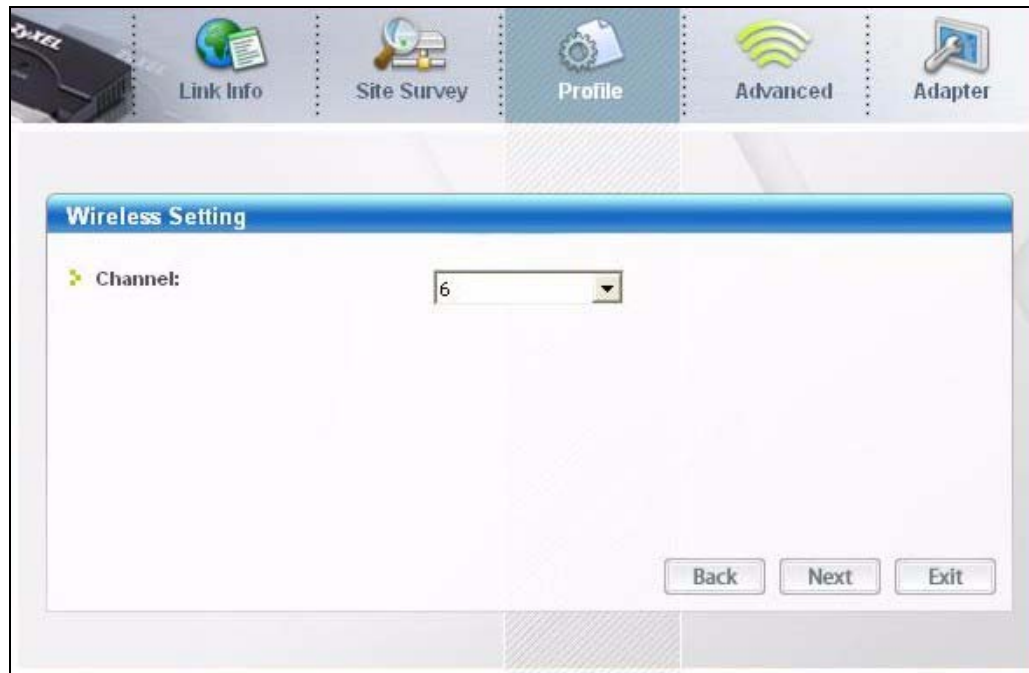 ZyXEL
Link Info
Site Survey
Profile
Advanced
Adapter
Wireless Setting
Channel:
6
Back
Next
Exit